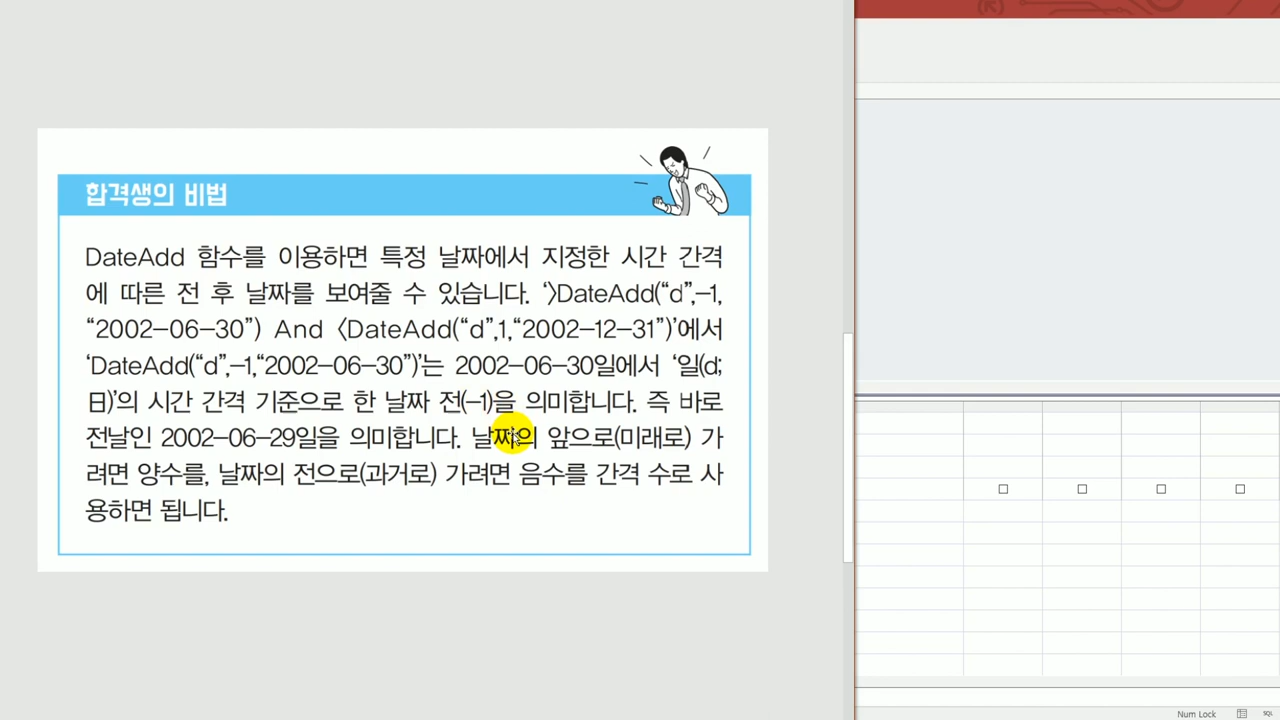 합격생의 비법
DateAdd 함수를 이용하면 특정 날짜에서 지정한 시간 간격
에 따른 전 후 날짜를 보여줄 수 있습니다. ‘〉DateAdd(“d”,–1,
“2002–06–30”) And 〈DateAdd(“d”,1,“2002–12–31”)’에서
‘DateAdd(“d”,–1,“2002–06–30”)’는 2002–06–30일에서 ‘일(d;
日)’의 시간 간격 기준으로 한 날짜 전(–1)을 의미합니다. 즉 바로
전날인 2002–06–29일을 의미합니다. 날짜의 앞으로(미래로) 가
려면 양수를, 날짜의 전으로(과거로) 가려면 음수를 간격 수로 사
용하면 됩니다.
Num Lock
SQL